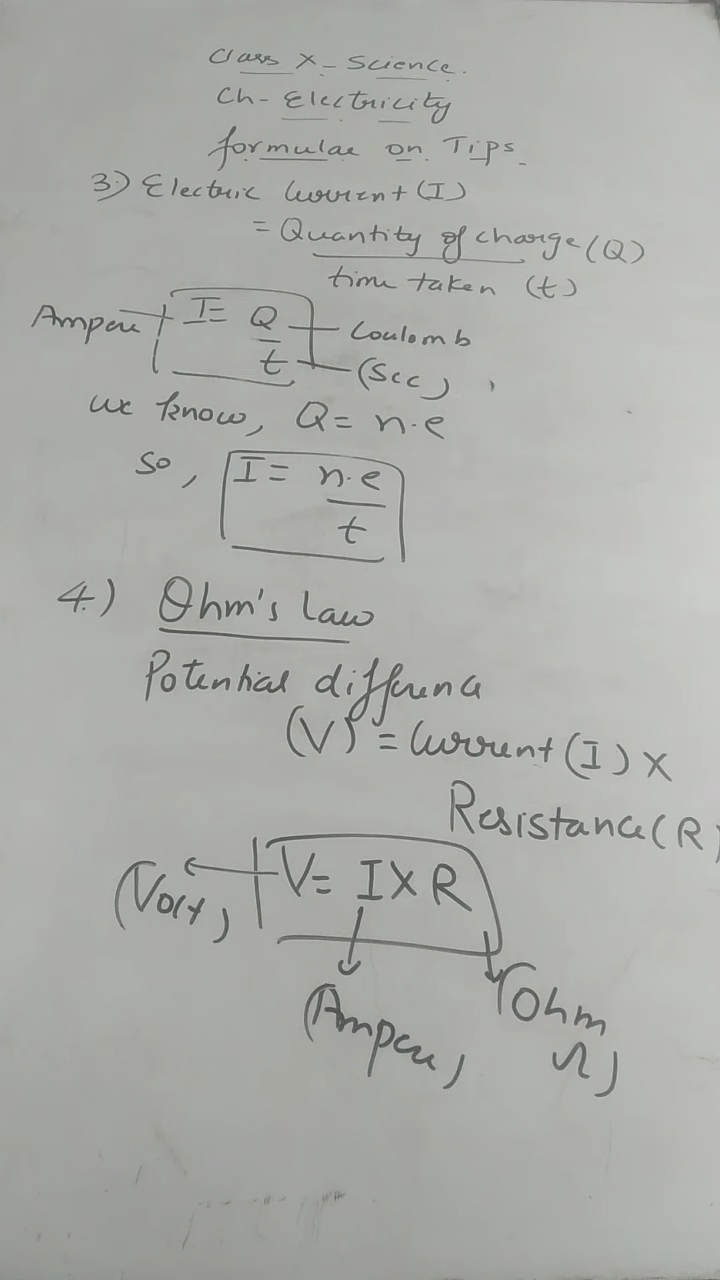 Class X - Science.
Ch- Electricity
formulae on Tips
3.) Electric Current (I)
= Quantity of charge (Q)
time taken (t)
Ampere I = Q Coulomb
t (Sec)
we know, Q = n.e
So, I = n.e
t
4.) Ohm's Law
Potential difference
(V) = Current (I) X
Resistance (R)
(Volt) V = I X R
(Ampere) (Ohm
Ω)